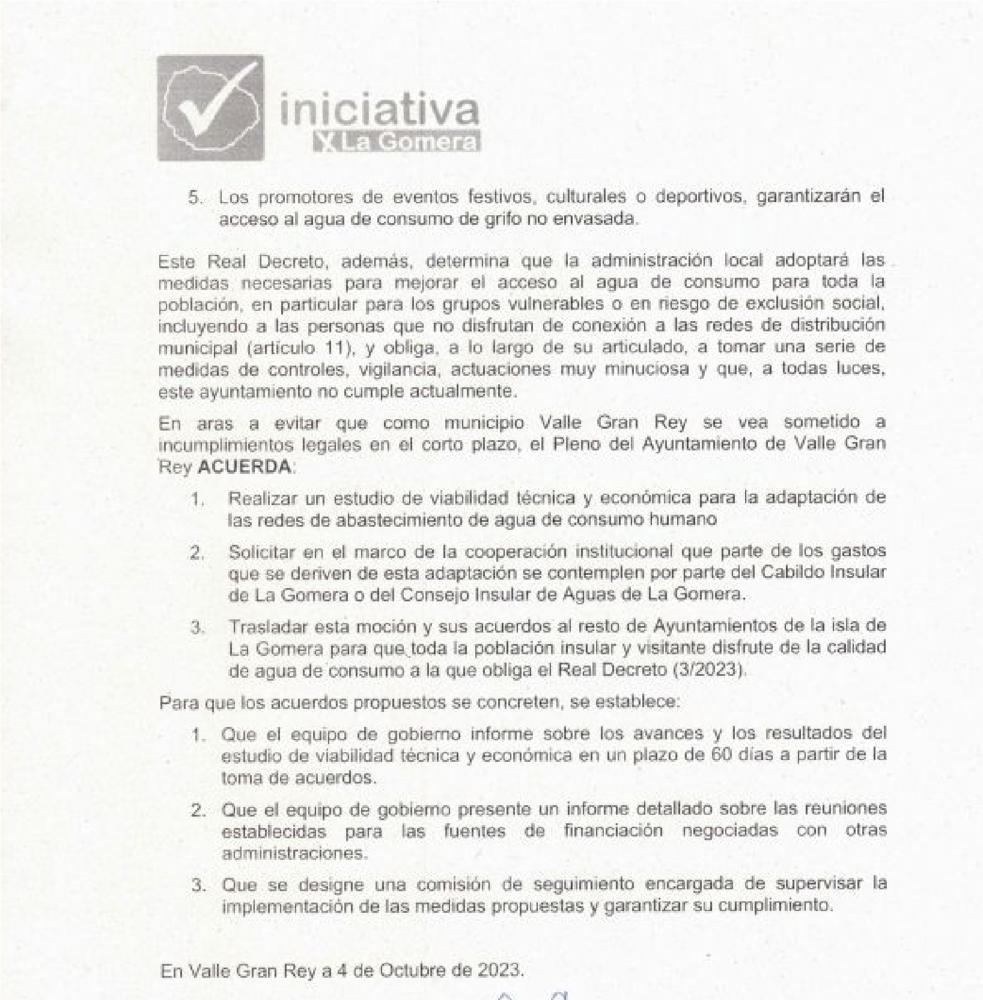 iniciativa
X La Gomera
5. Los promotores de eventos festivos, culturales o deportivos, garantizarán el
acceso al agua de consumo de grifo no envasada.
Este Real Decreto, además, determina que la administración local adoptará las
medidas necesarias para mejorar el acceso al agua de consumo para toda la
población, en particular para los grupos vulnerables o en riesgo de exclusión social,
incluyendo a las personas que no disfrutan de conexión a las redes de distribución
municipal (artículo 11), y obliga, a lo largo de su articulado, a tomar una serie de
medidas de controles, vigilancia, actuaciones muy minuciosa y que, a todas luces,
este ayuntamiento no cumple actualmente.
En aras a evitar que como municipio Valle Gran Rey se vea sometido a
incumplimientos legales en el corto plazo, el Pleno del Ayuntamiento de Valle Gran
Rey ACUERDA:
1. Realizar un estudio de viabilidad técnica y económica para la adaptación de
las redes de abastecimiento de agua de consumo humano
2. Solicitar en el marco de la cooperación institucional que parte de los gastos
que se deriven de esta adaptación se contemplen por parte del Cabildo Insular
de La Gomera o del Consejo Insular de Aguas de La Gomera.
3. Trasladar esta moción y sus acuerdos al resto de Ayuntamientos de la isla de
La Gomera para que toda la población insular y visitante disfrute de la calidad
de agua de consumo a la que obliga el Real Decreto (3/2023).
Para que los acuerdos propuestos se concreten, se establece:
1. Que el equipo de gobierno informe sobre los avances y los resultados del
estudio de viabilidad técnica y económica en un plazo de 60 días a partir de la
toma de acuerdos.
2. Que el equipo de gobierno presente un informe detallado sobre las reuniones
establecidas para las fuentes de financiación negociadas con otras
administraciones.
3. Que se designe una comisión de seguimiento encargada de supervisar la
implementación de las medidas propuestas y garantizar su cumplimiento.
En Valle Gran Rey a 4 de Octubre de 2023.